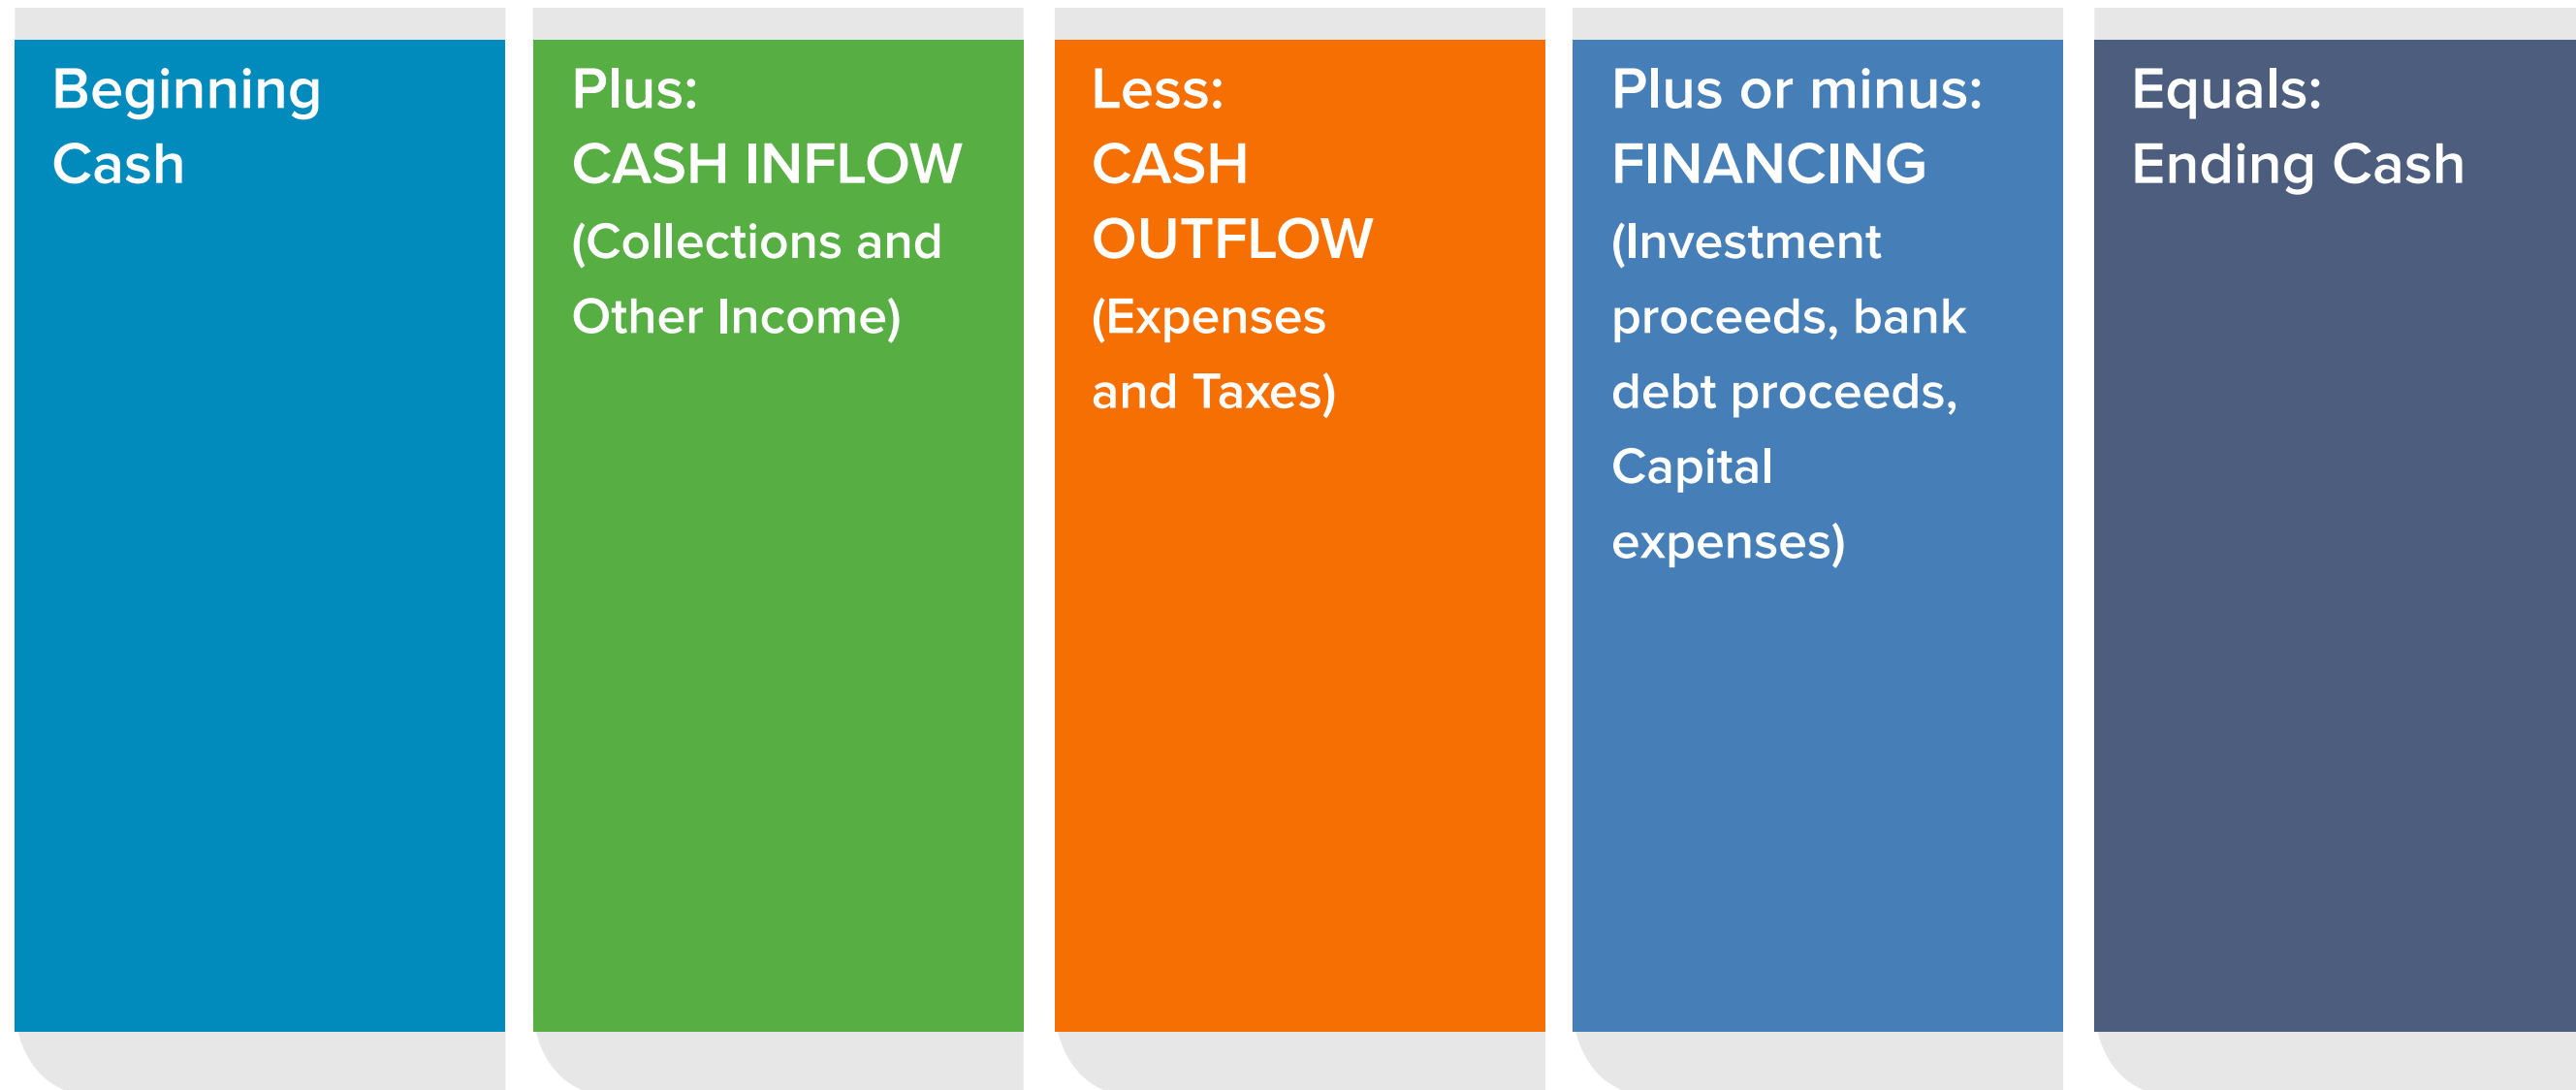 Beginning
Cash
Plus:
CASH INFLOW
(Collections and
Other Income)
Less:
CASH
OUTFLOW
(Expenses
and Taxes)
Plus or minus:
FINANCING
(Investment
proceeds, bank
debt proceeds,
Capital
expenses)
Equals:
Ending Cash